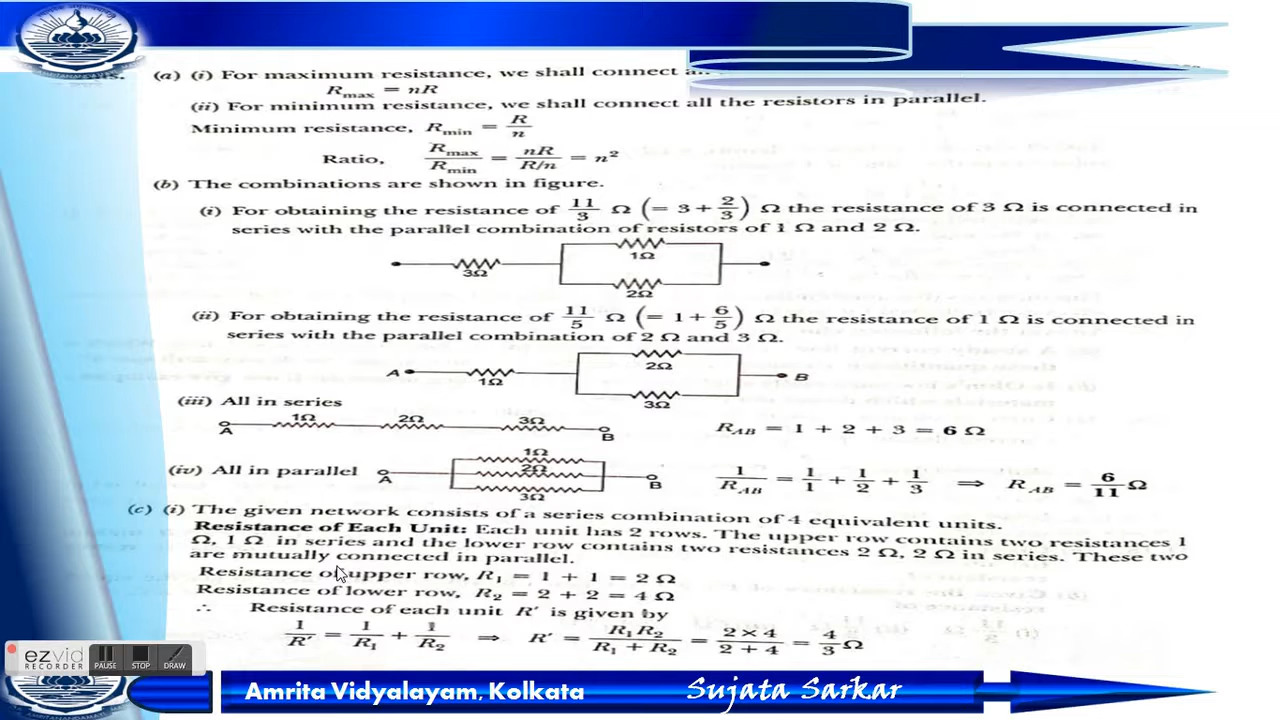 (a) (i) For maximum resistance, we shall connect
R_max = nR
(ii) For minimum resistance, we shall connect all the resistors in parallel.
Minimum resistance, R_min = R/n
Ratio, R_max/R_min = nR/(R/n) = n²
(b) The combinations are shown in figure.
(i) For obtaining the resistance of 11/3 Ω (= 3 + 2/3) Ω the resistance of 3 Ω is connected in
series with the parallel combination of resistors of 1 Ω and 2 Ω.
1Ω
3Ω
2Ω
(ii) For obtaining the resistance of 11/5 Ω (= 1 + 6/5) Ω the resistance of 1 Ω is connected in
series with the parallel combination of 2 Ω and 3 Ω.
2Ω
A 1Ω B
3Ω
(iii) All in series
1Ω 2Ω 3Ω
A B R_AB = 1 + 2 + 3 = 6 Ω
1Ω
(iv) All in parallel A 2Ω B 1/R_AB = 1/1 + 1/2 + 1/3 ⇒ R_AB = 6/11 Ω
3Ω
(c) (i) The given network consists of a series combination of 4 equivalent units.
Resistance of Each Unit: Each unit has 2 rows. The upper row contains two resistances 1
Ω, 1 Ω in series and the lower row contains two resistances 2 Ω, 2 Ω in series. These two
are mutually connected in parallel.
Resistance of upper row, R₁ = 1 + 1 = 2 Ω
Resistance of lower row, R₂ = 2 + 2 = 4 Ω
∴ Resistance of each unit R' is given by
1/R' = 1/R₁ + 1/R₂ ⇒ R' = R₁R₂/(R₁ + R₂) = (2 × 4)/(2 + 4) = 4/3 Ω
ezvid
RECORDER
PAUSE STOP DRAW
Amrita Vidyalayam, Kolkata Sujata Sarkar